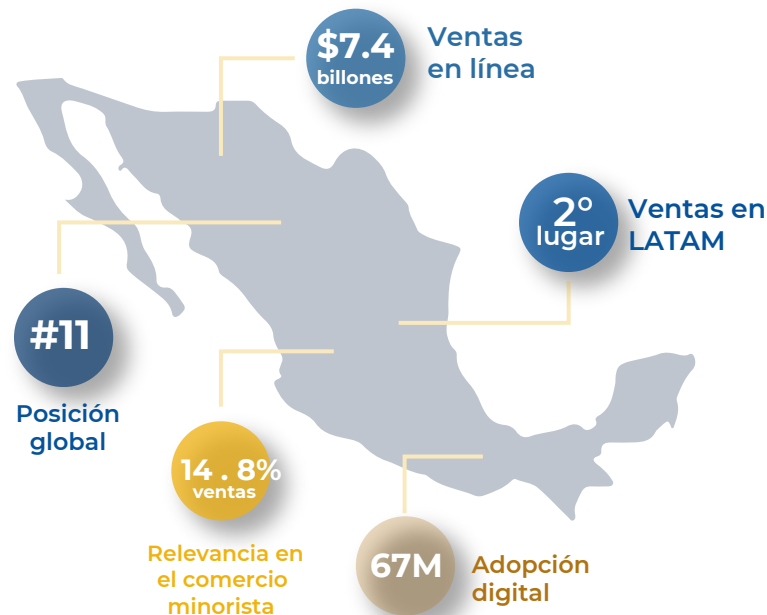 $7.4
billones
Ventas
en línea
2°
lugar
Ventas en
LATAM
#11
Posición
global
14 . 8%
ventas
Relevancia en
el comercio
minorista
67M
Adopción
digital